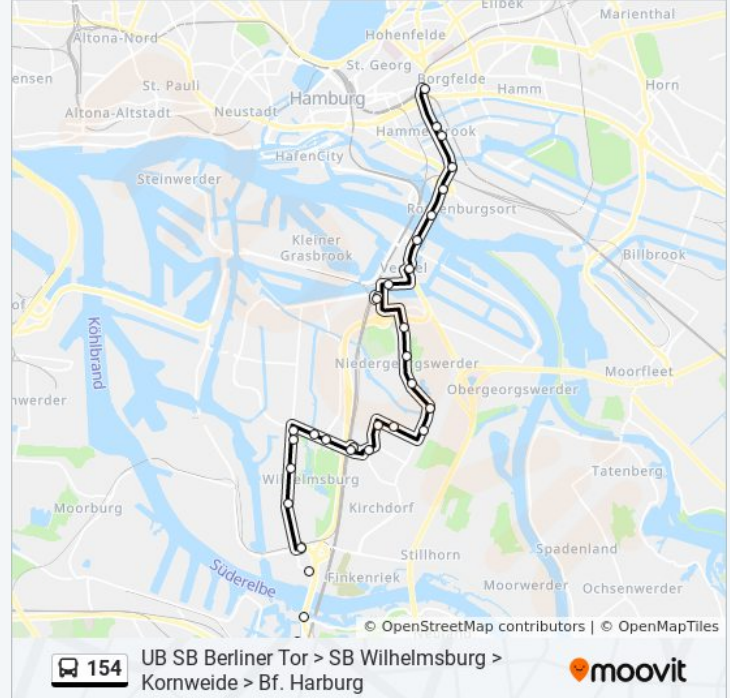 Eilbek
Marienthal
Altona-Nord
Hohenfelde
St. Georg
ensen
St. Pauli
Borgfelde
Hamm
Horn
Hamburg
Altona-Altstadt
Neustadt
Hammerbrook
HafenCity
Steinwerder
Rothenburgsort
Kleiner
Grasbrook
Veddel
Billbrook
of
Köhlbrand
Niedergeorgswerder
Moorfleet
Obergeorgswerder
nwerder
Wilhelmsburg
Tatenberg
Moorburg
Kirchdorf
Stillhorn
Spadenland
Süderelbe
Finkenriek
Moorwerder
Ochsenwerder
© OpenStreetMap contributors | © OpenMapTiles
154
UB SB Berliner Tor > SB Wilhelmsburg >
Kornweide > Bf. Harburg
moovit